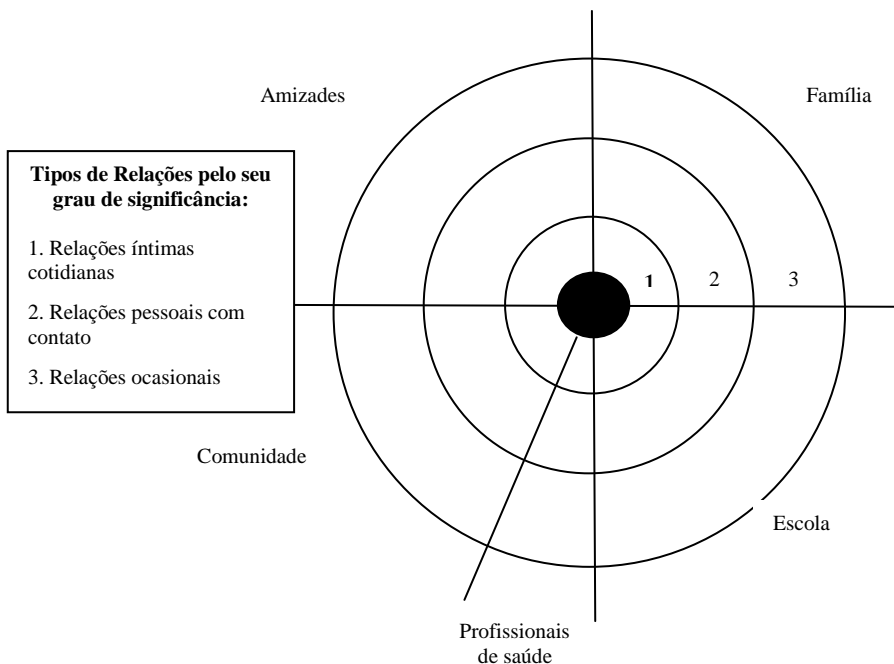 Amizades
Família
Tipos de Relações pelo seu
grau de significância:
1. Relações íntimas
cotidianas
2. Relações pessoais com
contato
3. Relações ocasionais
1
2
3
Comunidade
Escola
Profissionais
de saúde